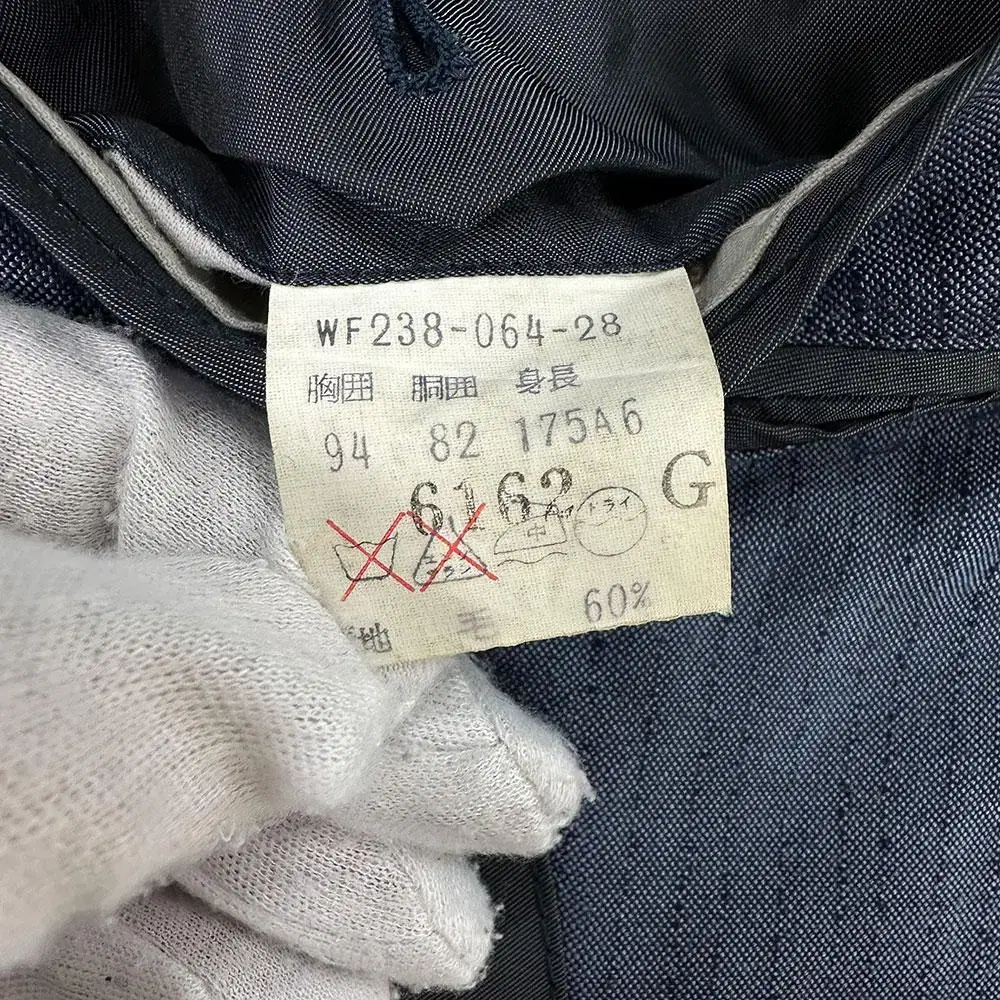 WF238-064-28
胸囲 胴囲 身長
94 82 175A6
6162 G
中 ドライ
地 毛 60%